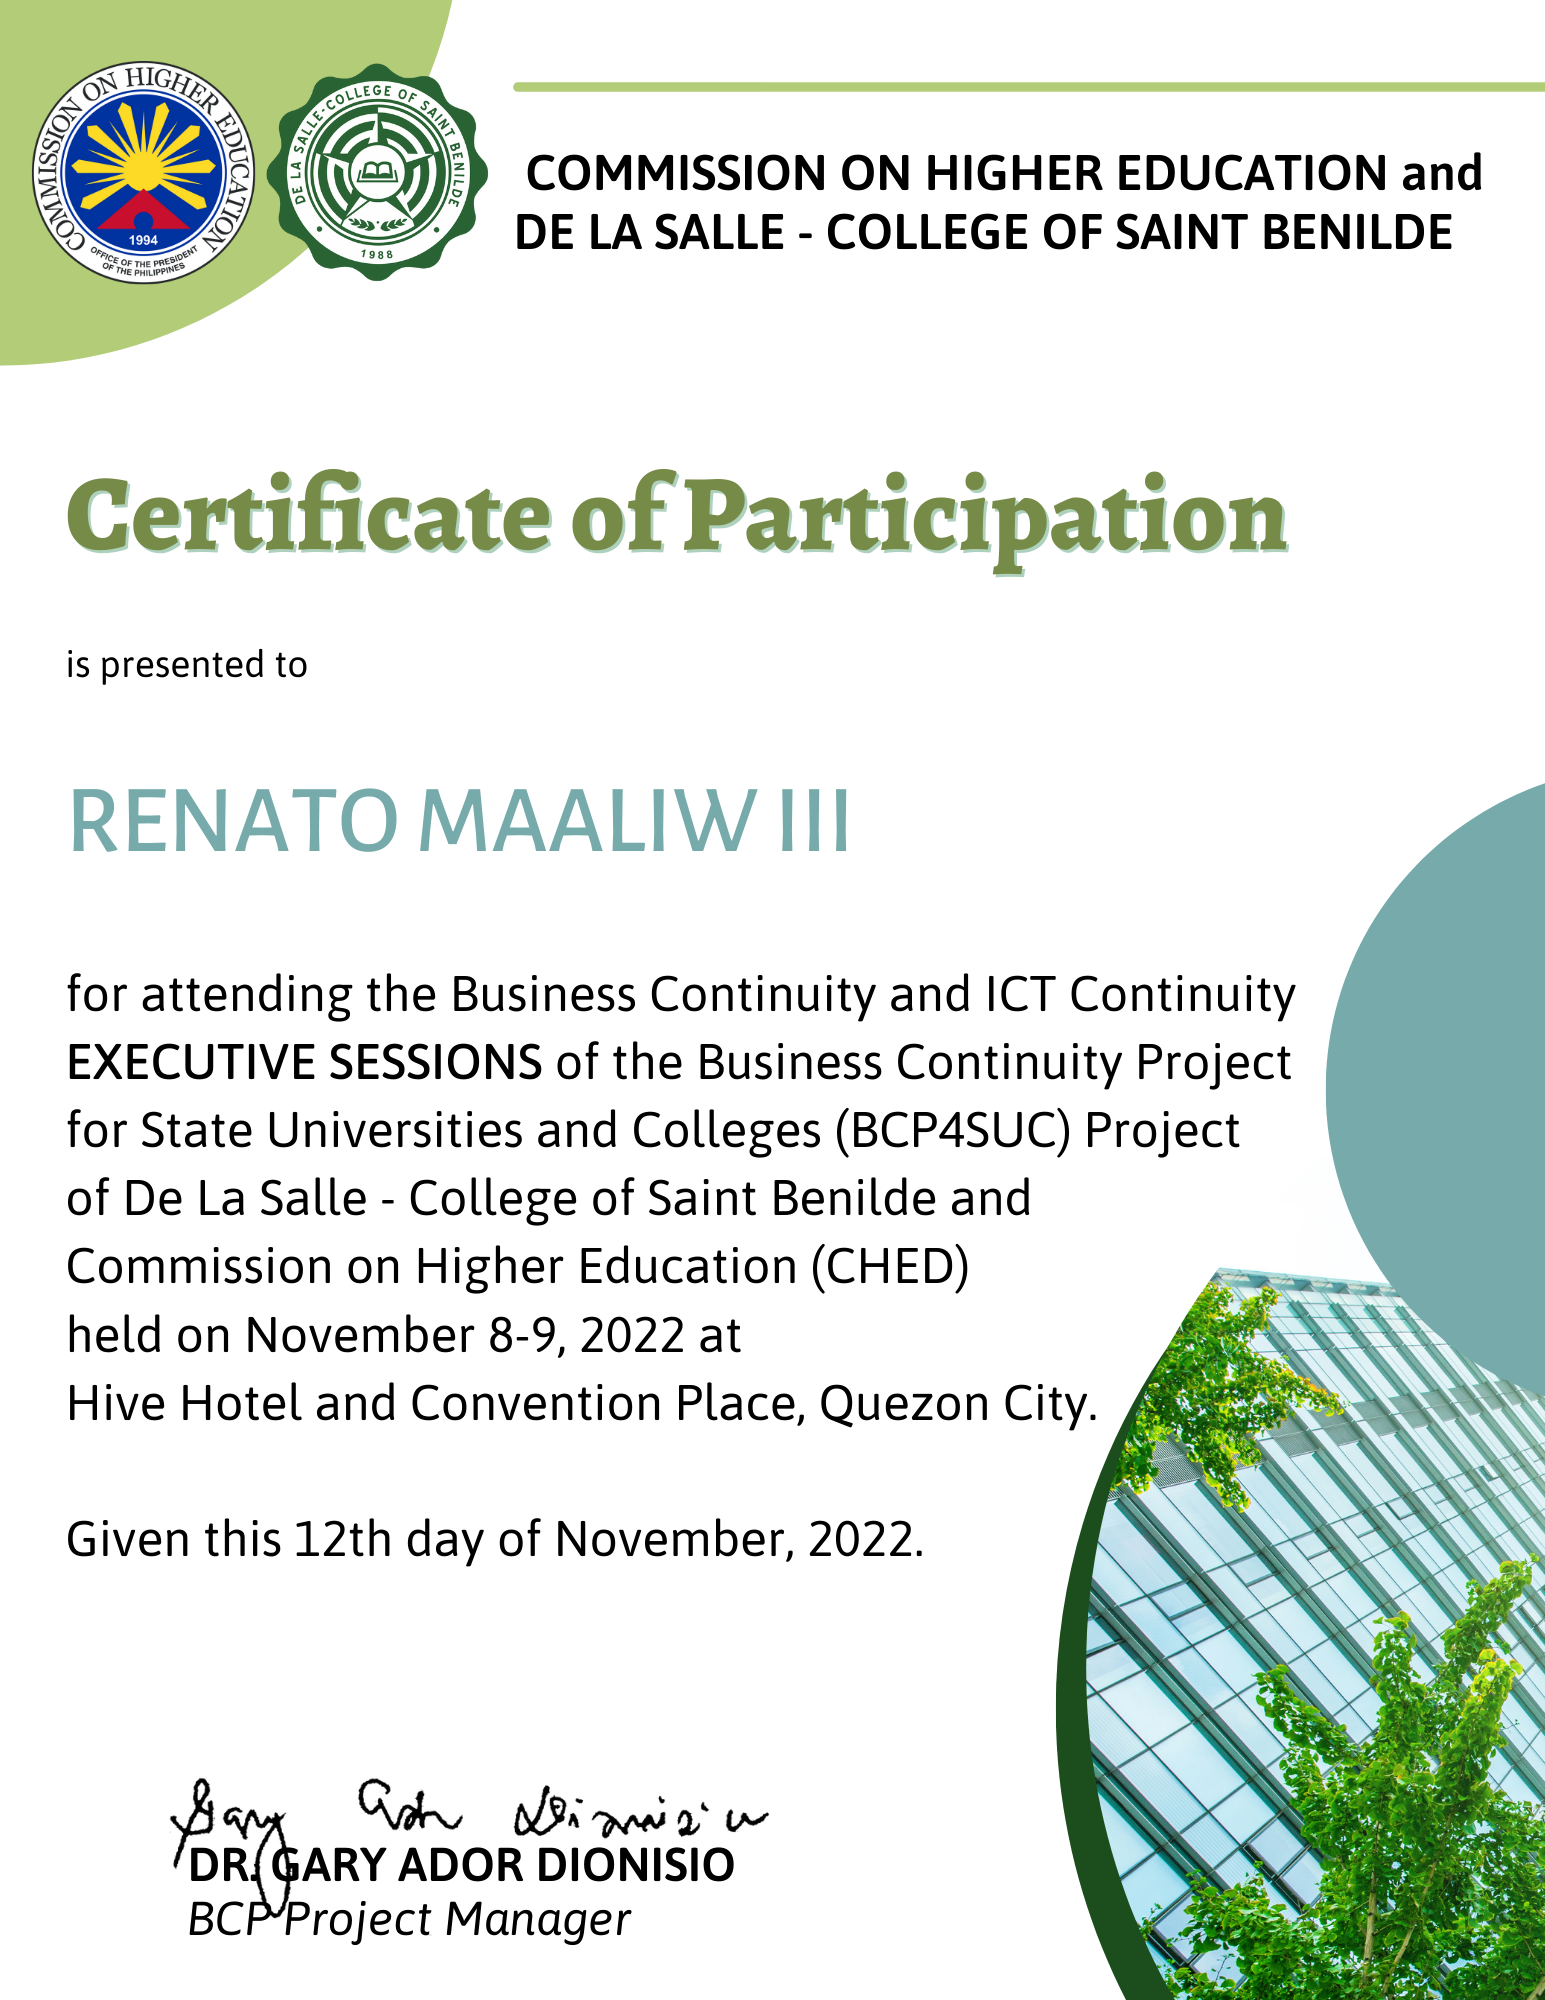 COMMISSION ON HIGHER EDUCATION
1994
OFFICE OF THE PRESIDENT
OF THE PHILIPPINES
DE LA SALLE-COLLEGE OF SAINT BENILDE
1988
COMMISSION ON HIGHER EDUCATION and
DE LA SALLE - COLLEGE OF SAINT BENILDE
Certificate of Participation
is presented to
RENATO MAALIW III
for attending the Business Continuity and ICT Continuity
EXECUTIVE SESSIONS of the Business Continuity Project
for State Universities and Colleges (BCP4SUC) Project
of De La Salle - College of Saint Benilde and
Commission on Higher Education (CHED)
held on November 8-9, 2022 at
Hive Hotel and Convention Place, Quezon City.
Given this 12th day of November, 2022.
Gary Ador Dionisio
DR. GARY ADOR DIONISIO
BCP Project Manager